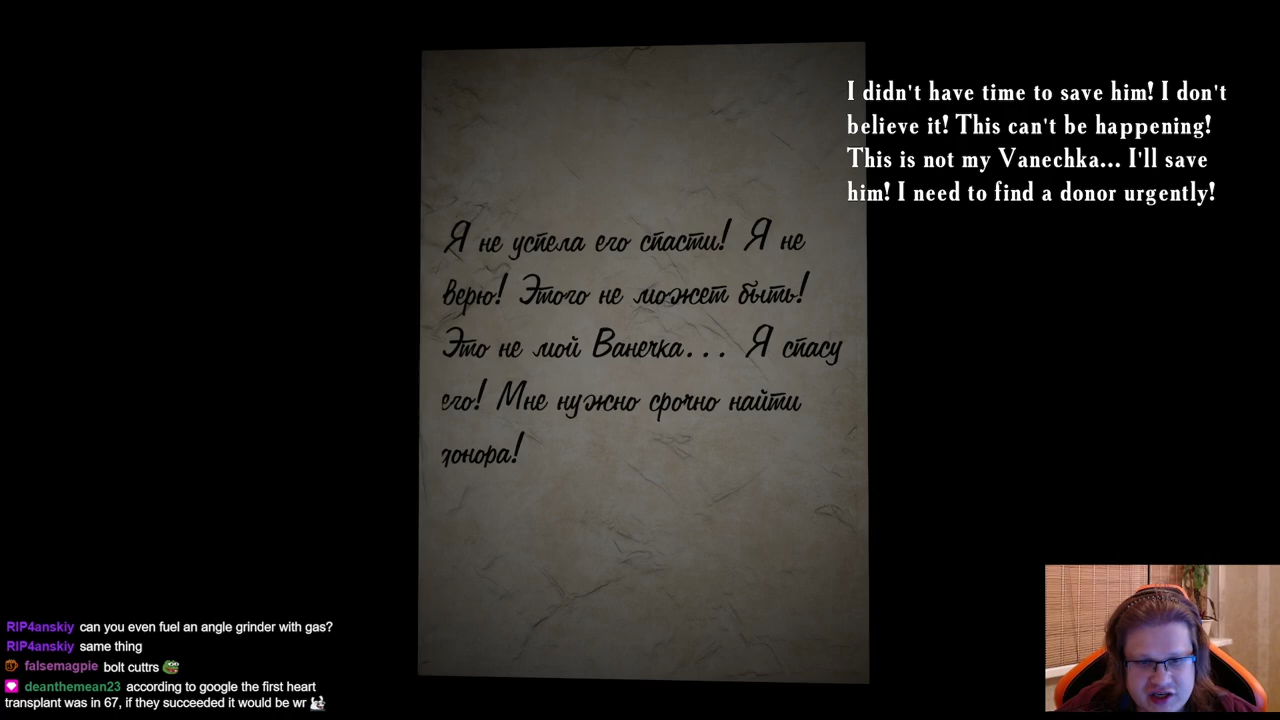 I didn't have time to save him! I don't
believe it! This can't be happening!
This is not my Vanechka... I'll save
him! I need to find a donor urgently!
Я не успела его спасти! Я не
верю! Этого не может быть!
Это не мой Ванечка... Я спасу
его! Мне нужно срочно найти
донора!
RIP4anskiy can you even fuel an angle grinder with gas?
RIP4anskiy same thing
falsemagpie bolt cuttrs
deanthemean23 according to google the first heart
transplant was in 67, if they succeeded it would be wr